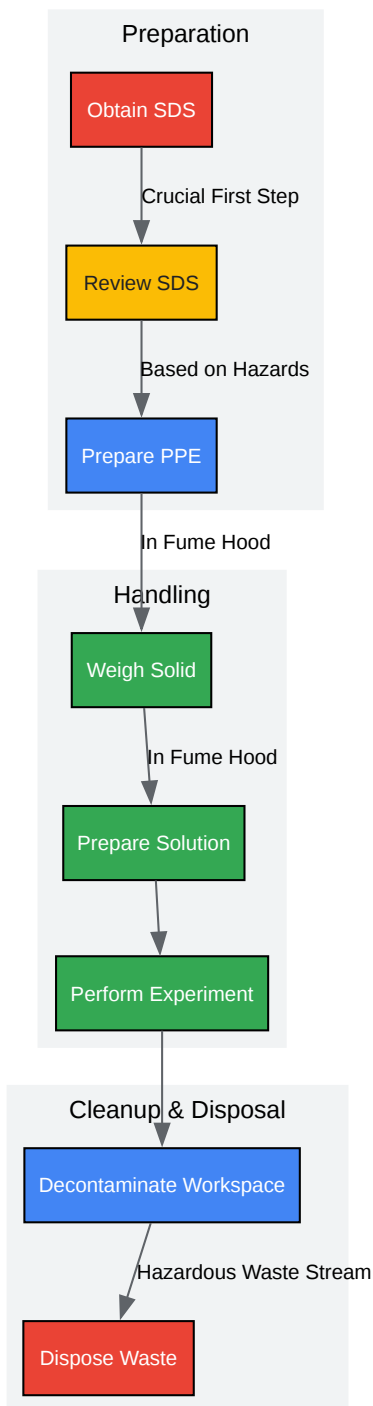 Preparation
Obtain SDS
Crucial First Step
Review SDS
Based on Hazards
Prepare PPE
In Fume Hood
Handling
Weigh Solid
In Fume Hood
Prepare Solution
Perform Experiment
Cleanup & Disposal
Decontaminate Workspace
Hazardous Waste Stream
Dispose Waste